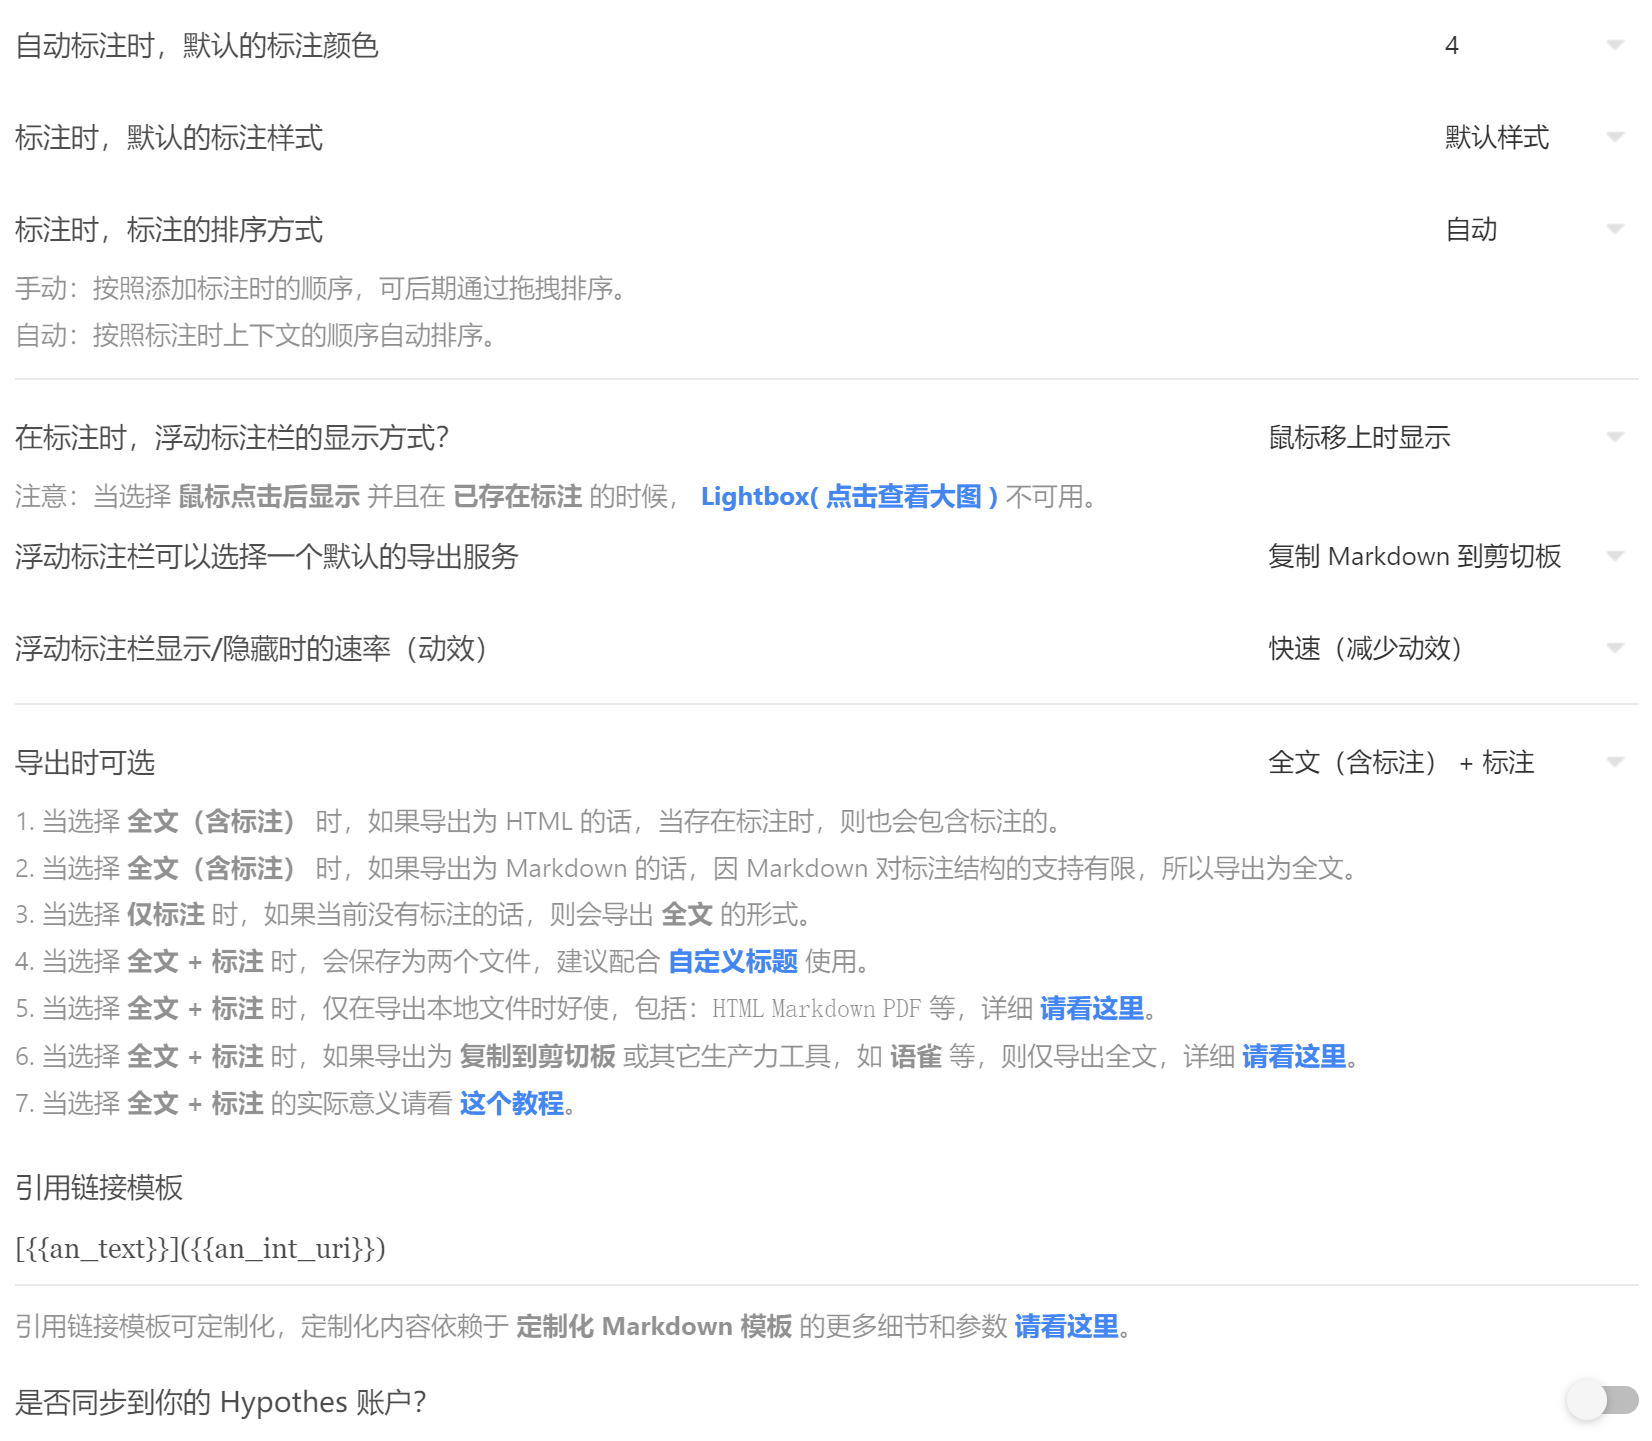 自动标注时，默认的标注颜色 4
标注时，默认的标注样式 默认样式
标注时，标注的排序方式 自动
手动：按照添加标注时的顺序，可后期通过拖拽排序。
自动：按照标注时上下文的顺序自动排序。
在标注时，浮动标注栏的显示方式？ 鼠标移上时显示
注意：当选择 鼠标点击后显示 并且在 已存在标注 的时候， Lightbox( 点击查看大图 ) 不可用。
浮动标注栏可以选择一个默认的导出服务 复制 Markdown 到剪切板
浮动标注栏显示/隐藏时的速率（动效） 快速（减少动效）
导出时可选 全文（含标注） + 标注
1. 当选择 全文（含标注） 时，如果导出为 HTML 的话，当存在标注时，则也会包含标注的。
2. 当选择 全文（含标注） 时，如果导出为 Markdown 的话，因 Markdown 对标注结构的支持有限，所以导出为全文。
3. 当选择 仅标注 时，如果当前没有标注的话，则会导出 全文 的形式。
4. 当选择 全文 + 标注 时，会保存为两个文件，建议配合 自定义标题 使用。
5. 当选择 全文 + 标注 时，仅在导出本地文件时好使，包括：HTML Markdown PDF 等，详细 请看这里。
6. 当选择 全文 + 标注 时，如果导出为 复制到剪切板 或其它生产力工具，如 语雀 等，则仅导出全文，详细 请看这里。
7. 当选择 全文 + 标注 的实际意义请看 这个教程。
引用链接模板
[{{an_text}}]({{an_int_uri}})
引用链接模板可定制化，定制化内容依赖于 定制化 Markdown 模板 的更多细节和参数 请看这里。
是否同步到你的 Hypothes 账户？